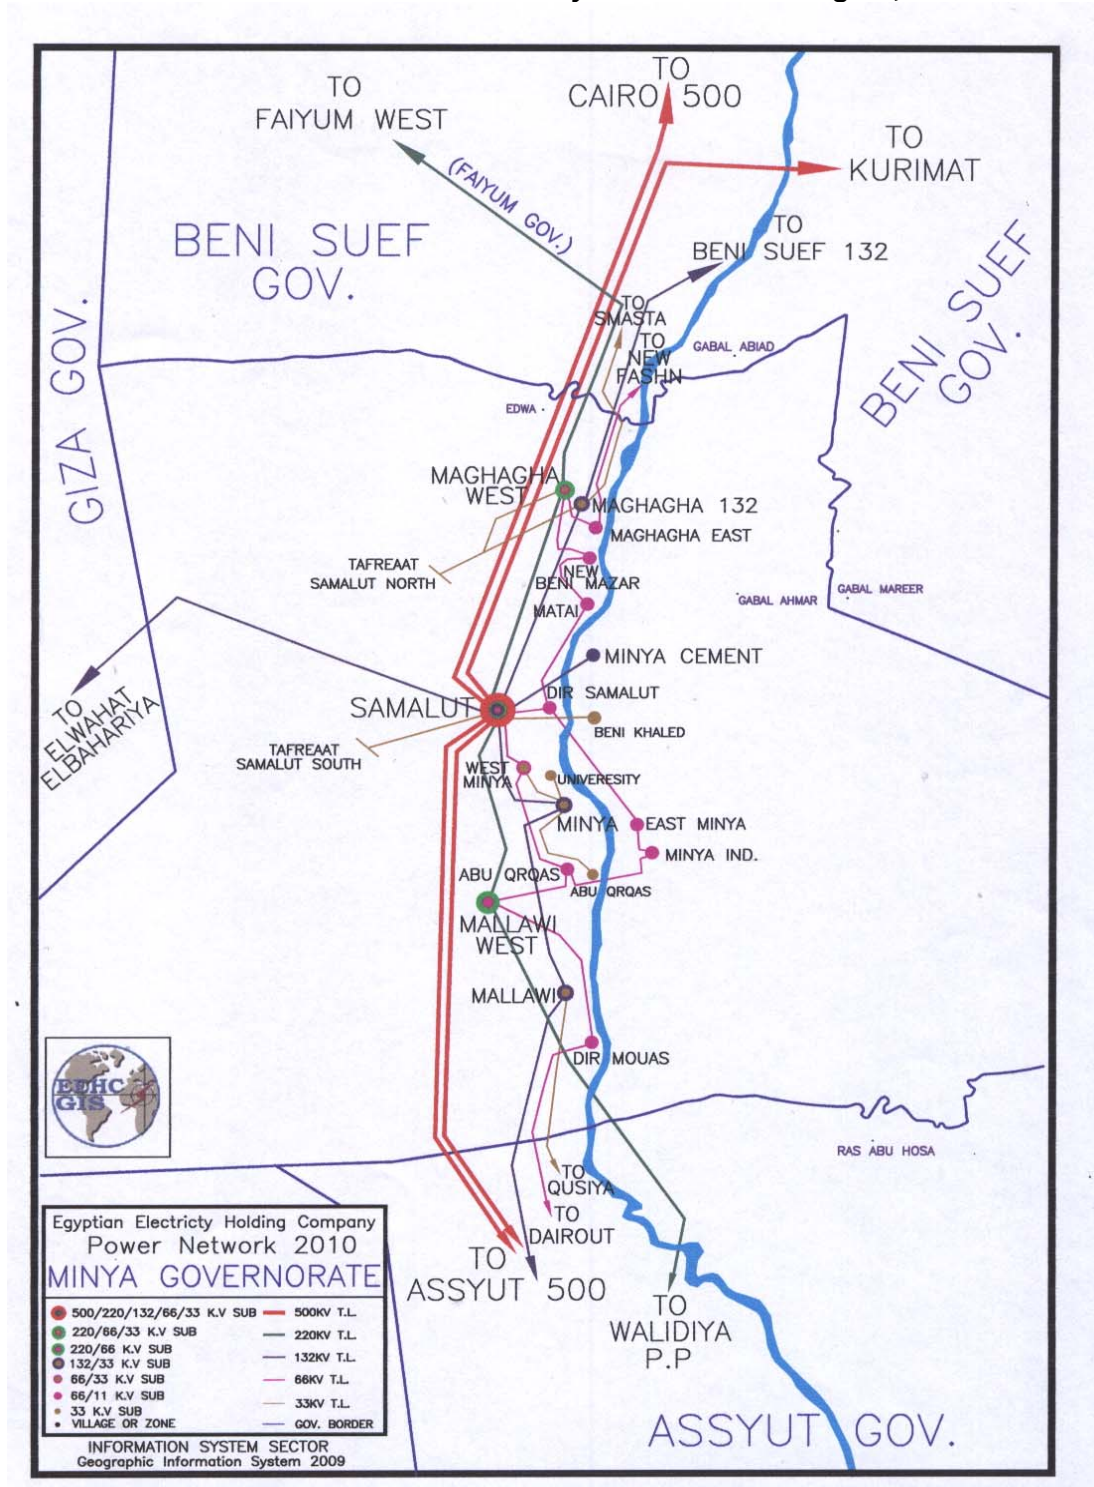 TO
CAIRO 500
TO
FAIYUM WEST
TO
KURIMAT
(FAIYUM GOV.)
BENI SUEF
GOV.
TO
BENI SUEF 132
BENI SUEF
GOV.
GIZA GOV.
TO
SMASTA
TO
NEW
FASHN
GABAL ABIAD
EDWA
MAGHAGHA
WEST
MAGHAGHA 132
MAGHAGHA EAST
TAFREAAT
SAMALUT NORTH
NEW
BENI MAZAR
MATAI
GABAL AHMAR
GABAL MAREER
MINYA CEMENT
TO
ELWAHAT
ELBAHARIYA
SAMALUT
DIR SAMALUT
BENI KHALED
TAFREAAT
SAMALUT SOUTH
WEST
MINYA
UNIVERESITY
MINYA
EAST MINYA
MINYA IND.
ABU QRQAS
ABU QRQAS
MALLAWI
WEST
MALLAWI
DIR MOUAS
EEHC
GIS
RAS ABU HOSA
TO
QUSIYA
TO
DAIROUT
TO
ASSYUT 500
TO
WALIDIYA
P.P
ASSYUT GOV.
Egyptian Electricty Holding Company
Power Network 2010
MINYA GOVERNORATE
500/220/132/66/33 K.V SUB
220/66/33 K.V SUB
220/66 K.V SUB
132/33 K.V SUB
66/33 K.V SUB
66/11 K.V SUB
33 K.V SUB
VILLAGE OR ZONE
500KV T.L.
220KV T.L.
132KV T.L.
66KV T.L.
33KV T.L.
GOV. BORDER
INFORMATION SYSTEM SECTOR
Geographic Information System 2009